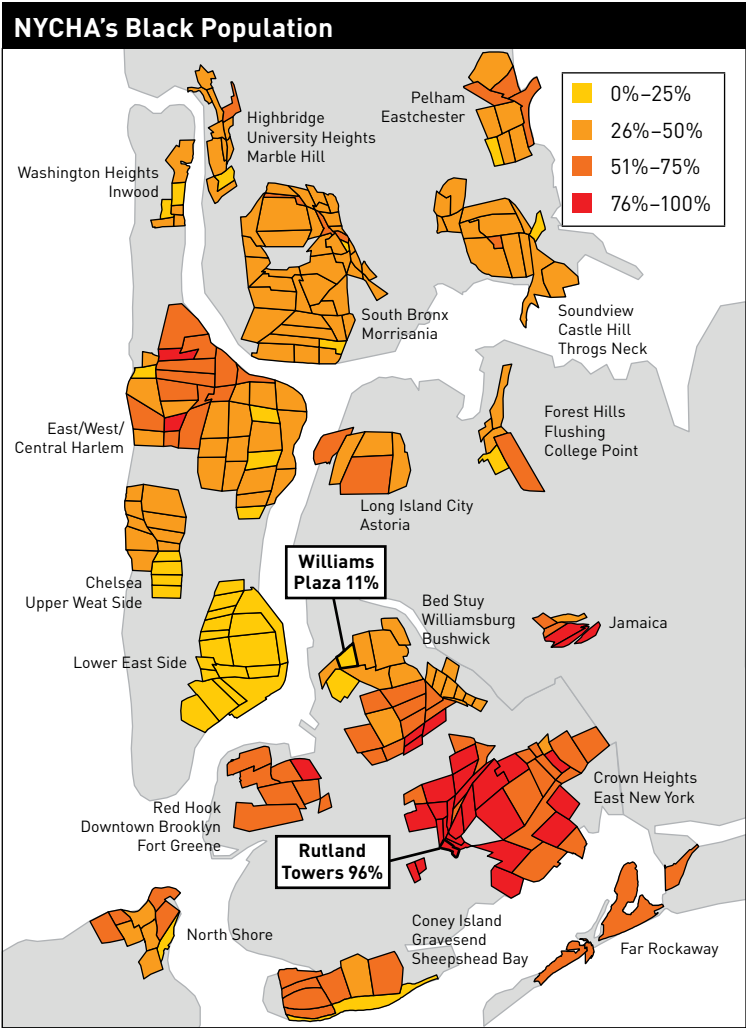 NYCHA's Black Population
0%–25%
26%–50%
51%–75%
76%–100%
Pelham
Eastchester
Highbridge
University Heights
Marble Hill
Washington Heights
Inwood
South Bronx
Morrisania
Soundview
Castle Hill
Throgs Neck
East/West/
Central Harlem
Forest Hills
Flushing
College Point
Long Island City
Astoria
Chelsea
Upper Weat Side
Williams
Plaza 11%
Bed Stuy
Williamsburg
Bushwick
Jamaica
Lower East Side
Crown Heights
East New York
Red Hook
Downtown Brooklyn
Fort Greene
Rutland
Towers 96%
North Shore
Coney Island
Gravesend
Sheepshead Bay
Far Rockaway